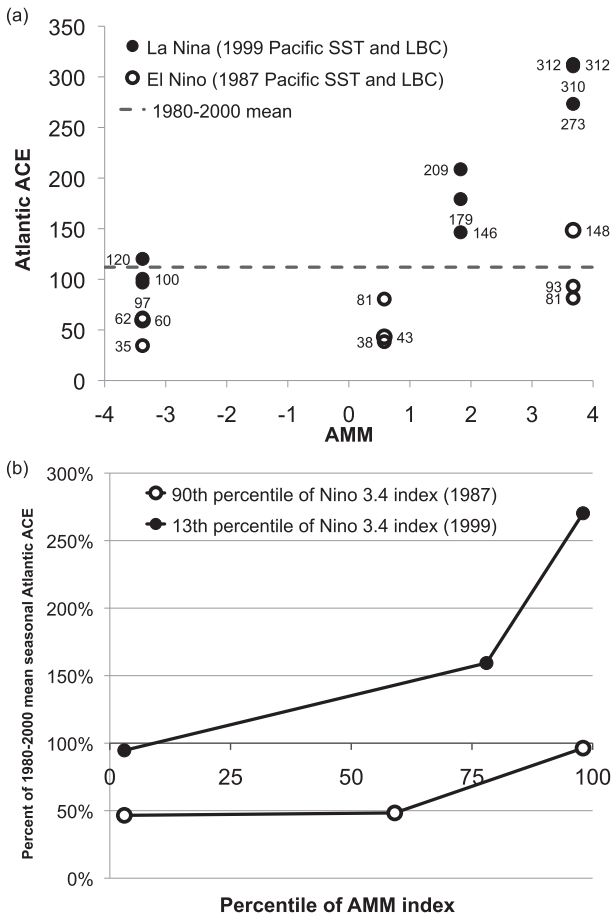 (a)
350
300
250
200
150
100
50
0
Atlantic ACE
La Nina (1999 Pacific SST and LBC)
El Nino (1987 Pacific SST and LBC)
1980-2000 mean
312 312
310
273
209
179
146
148
120
100
97
93
81
81
62 60
43
38
35
-4 -3 -2 -1 0 1 2 3 4
AMM
(b)
300%
250%
200%
150%
100%
50%
0%
Percent of 1980-2000 mean seasonal Atlantic ACE
90th percentile of Nino 3.4 index (1987)
13th percentile of Nino 3.4 index (1999)
0 25 50 75 100
Percentile of AMM index